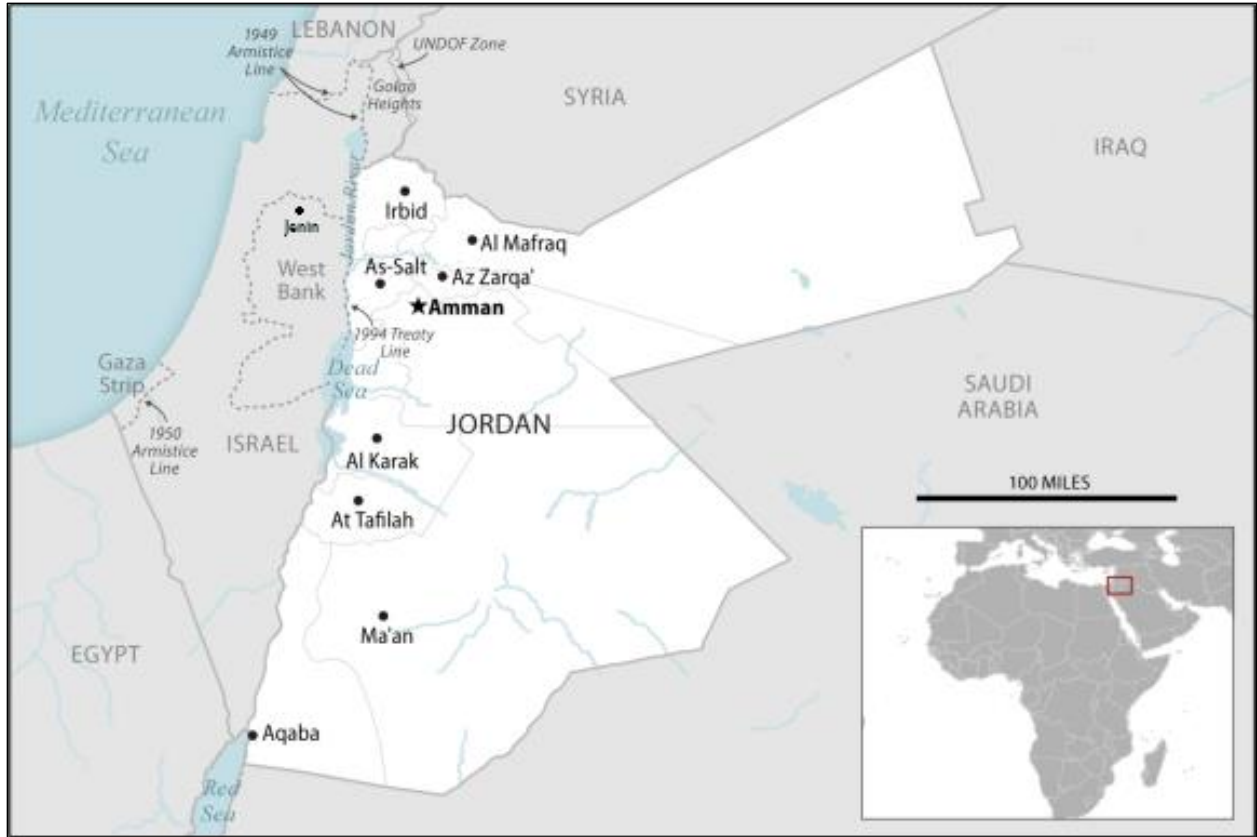 LEBANON
1949
Armistice
Line
UNDOF Zone
Golan
Heights
SYRIA
IRAQ
Mediterranean
Sea
Jordan River
Irbid
Jenin
Al Mafraq
West
Bank
As-Salt
Az Zarqa'
Amman
1994 Treaty
Line
Dead
Sea
Gaza
Strip
1950
Armistice
Line
ISRAEL
JORDAN
SAUDI
ARABIA
Al Karak
100 MILES
At Tafilah
Ma'an
EGYPT
Aqaba
Red
Sea